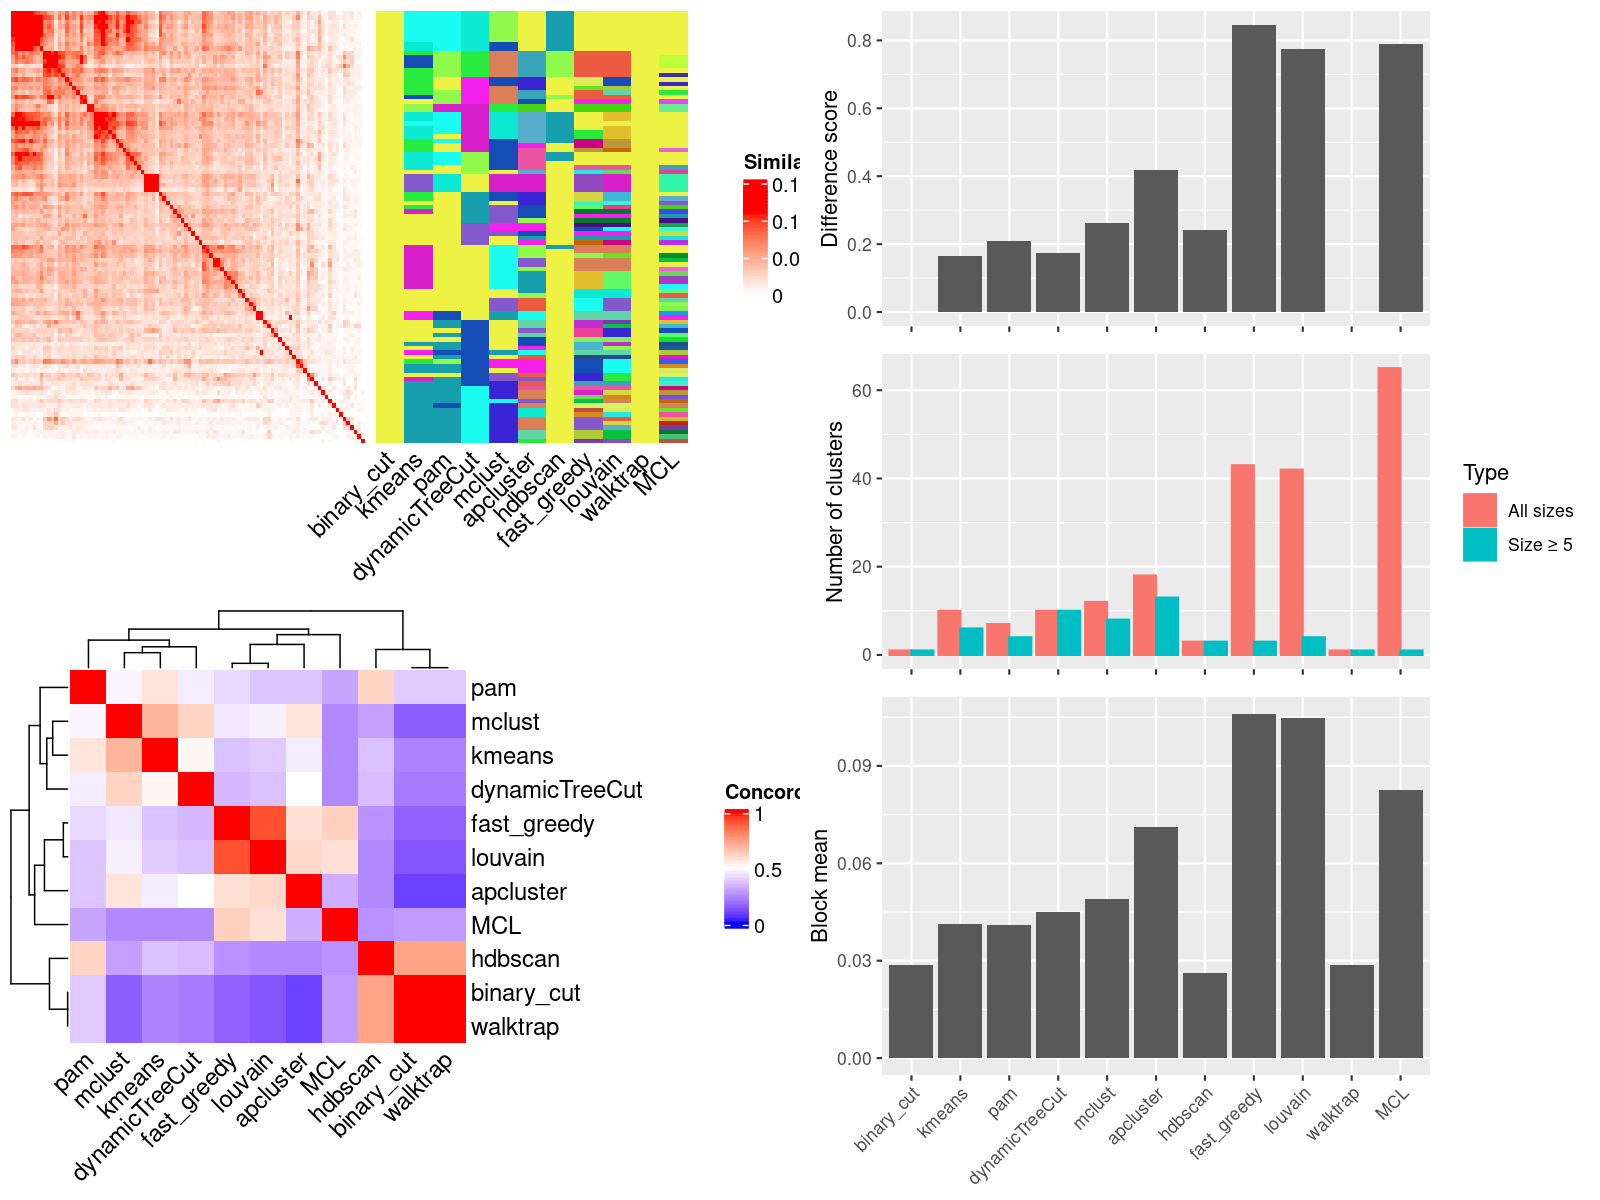 Simila
0.1
0.1
0.0
0
binary_cut
kmeans
pam
dynamicTreeCut
mclust
apcluster
hdbscan
fast_greedy
louvain
walktrap
MCL
pam
mclust
kmeans
dynamicTreeCut
fast_greedy
louvain
apcluster
MCL
hdbscan
binary_cut
walktrap
Concord
1
0.5
0
pam
mclust
kmeans
dynamicTreeCut
fast_greedy
louvain
apcluster
MCL
hdbscan
binary_cut
walktrap
Difference score
0.8
0.6
0.4
0.2
0.0
Number of clusters
60
40
20
0
Type
All sizes
Size ≥ 5
Block mean
0.09
0.06
0.03
0.00
binary_cut
kmeans
pam
dynamicTreeCut
mclust
apcluster
hdbscan
fast_greedy
louvain
walktrap
MCL